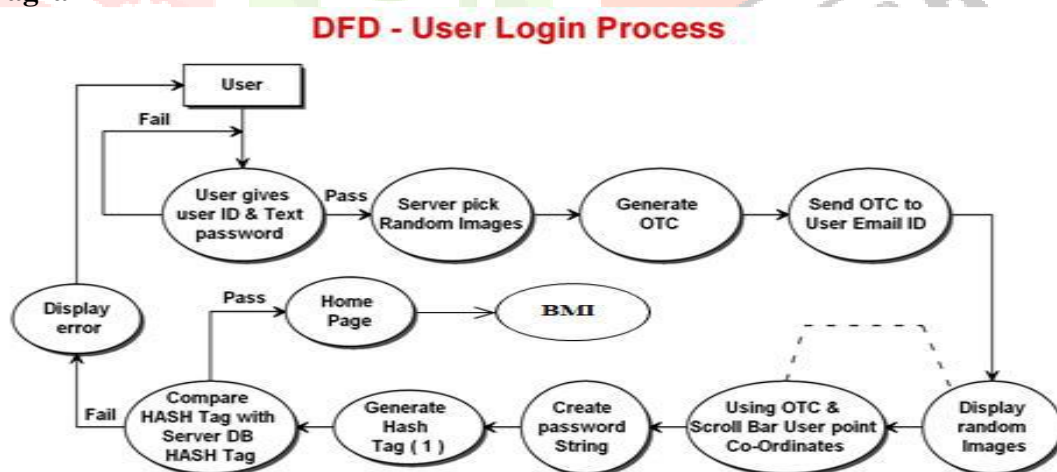 DFD - User Login Process
User
Fail
User gives
user ID & Text
password
Pass
Server pick
Random Images
Generate
OTC
Send OTC to
User Email ID
Display
random
Images
Using OTC &
Scroll Bar User point
Co-Ordinates
Create
password
String
Generate
Hash
Tag ( 1 )
Compare
HASH Tag with
Server DB
HASH Tag
Pass
Home
Page
BMI
Fail
Display
error